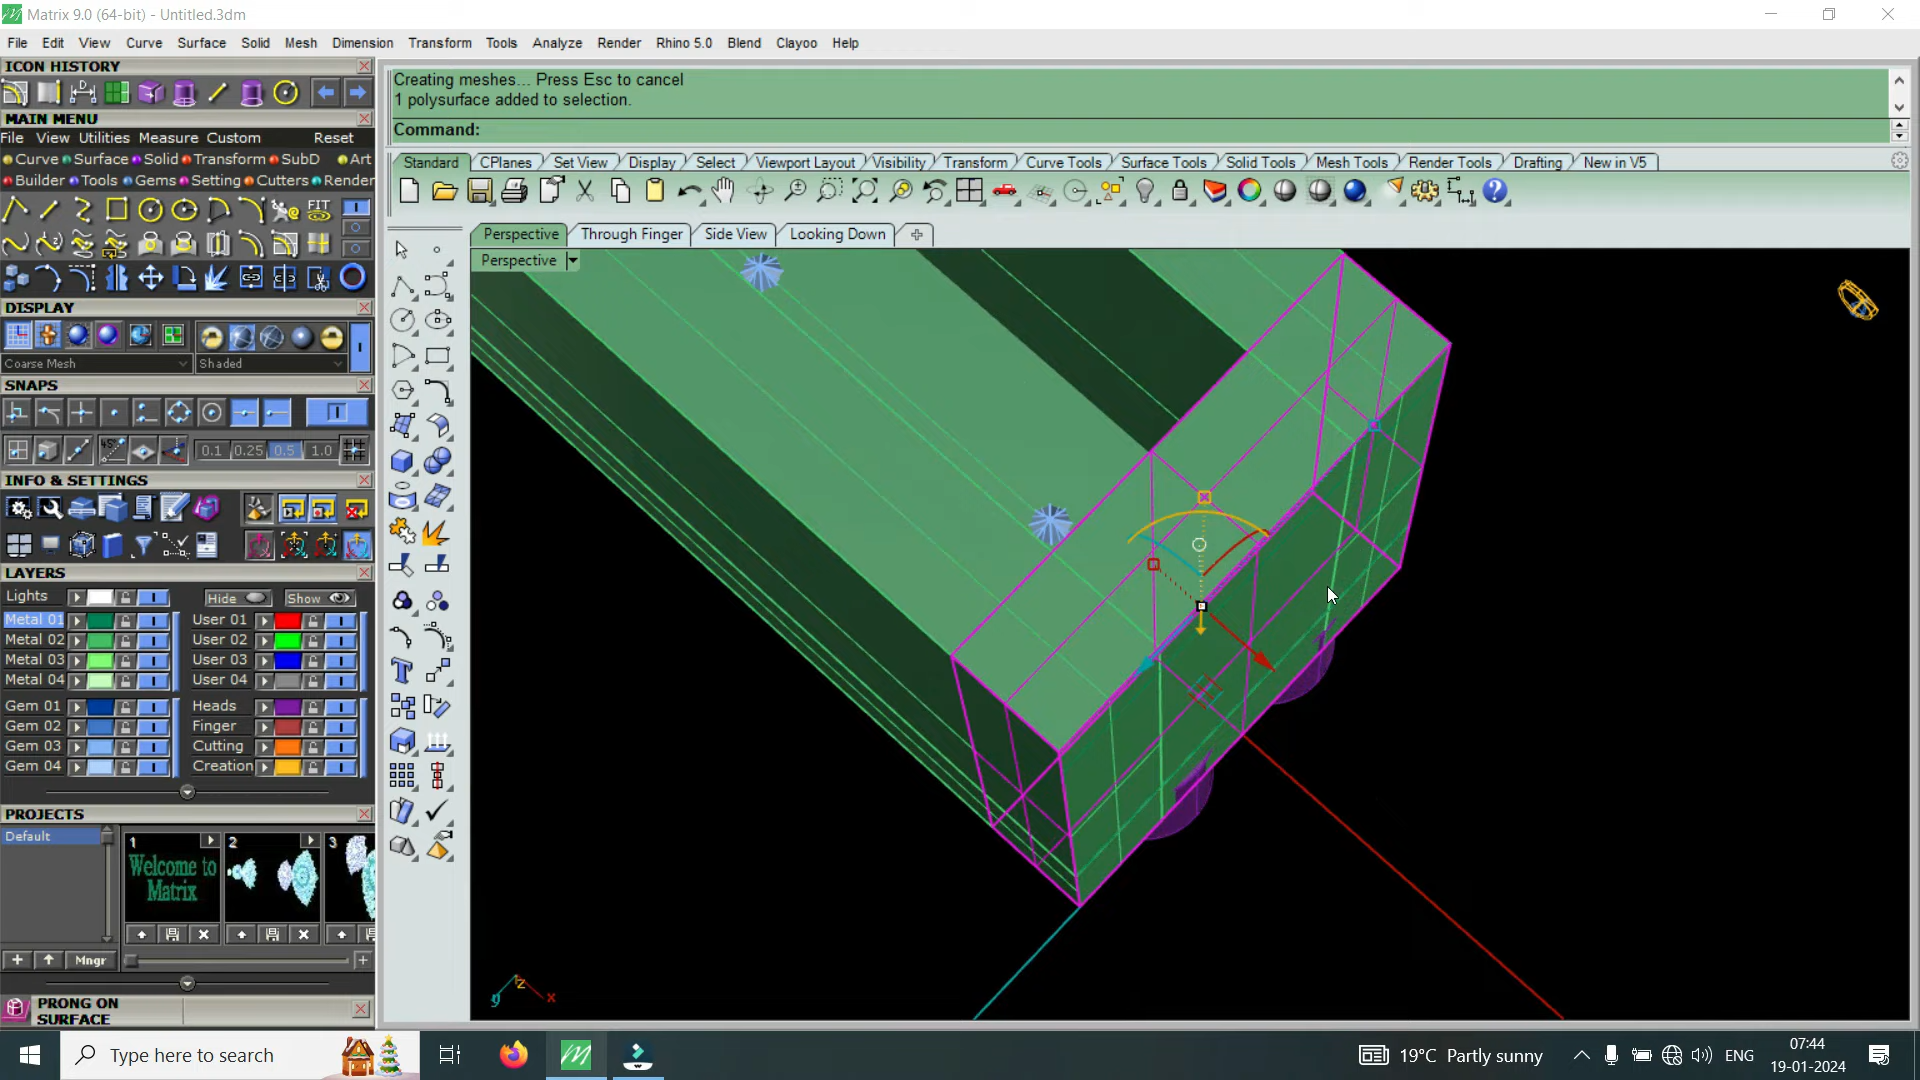 Matrix 9.0 (64-bit) - Untitled.3dm
File Edit View Curve Surface Solid Mesh Dimension Transform Tools Analyze Render Rhino 5.0 Blend Clayoo Help
ICON HISTORY
MAIN MENU
File View Utilities Measure Custom Reset
Curve Surface Solid Transform SubD Art
Builder Tools Gems Setting Cutters Render
FIT
DISPLAY
Coarse Mesh Shaded
SNAPS
45°
0.1 0.25 0.5 1.0
INFO & SETTINGS
LAYERS
Lights Hide Show
Metal 01 User 01
Metal 02 User 02
Metal 03 User 03
Metal 04 User 04
Gem 01 Heads
Gem 02 Finger
Gem 03 Cutting
Gem 04 Creation
PROJECTS
Default
1 2 3
Welcome to
Matrix
Mngr
PRONG ON
SURFACE
Creating meshes... Press Esc to cancel
1 polysurface added to selection.
Command:
Standard CPlanes Set View Display Select Viewport Layout Visibility Transform Curve Tools Surface Tools Solid Tools Mesh Tools Render Tools Drafting New in V5
Perspective Through Finger Side View Looking Down
Perspective
z
y x
Type here to search
19°C Partly sunny
ENG
07:44
19-01-2024